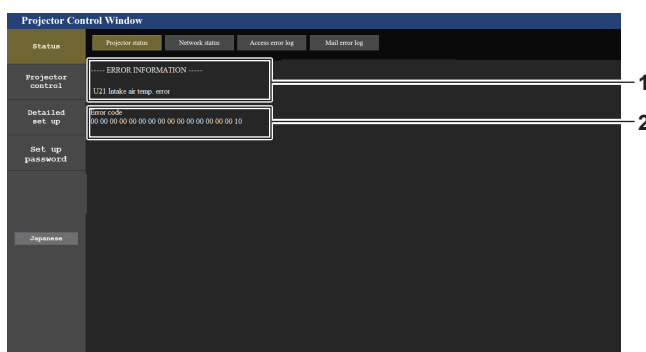 Projector Control Window
Status
Projector status
Network status
Access error log
Mail error log
----- ERROR INFORMATION -----
U21 Intake air temp. error
1
Projector
control
Error code
00 00 00 00 00 00 00 00 00 00 00 00 00 00 00 10
2
Detailed
set up
Set up
password
Japanese